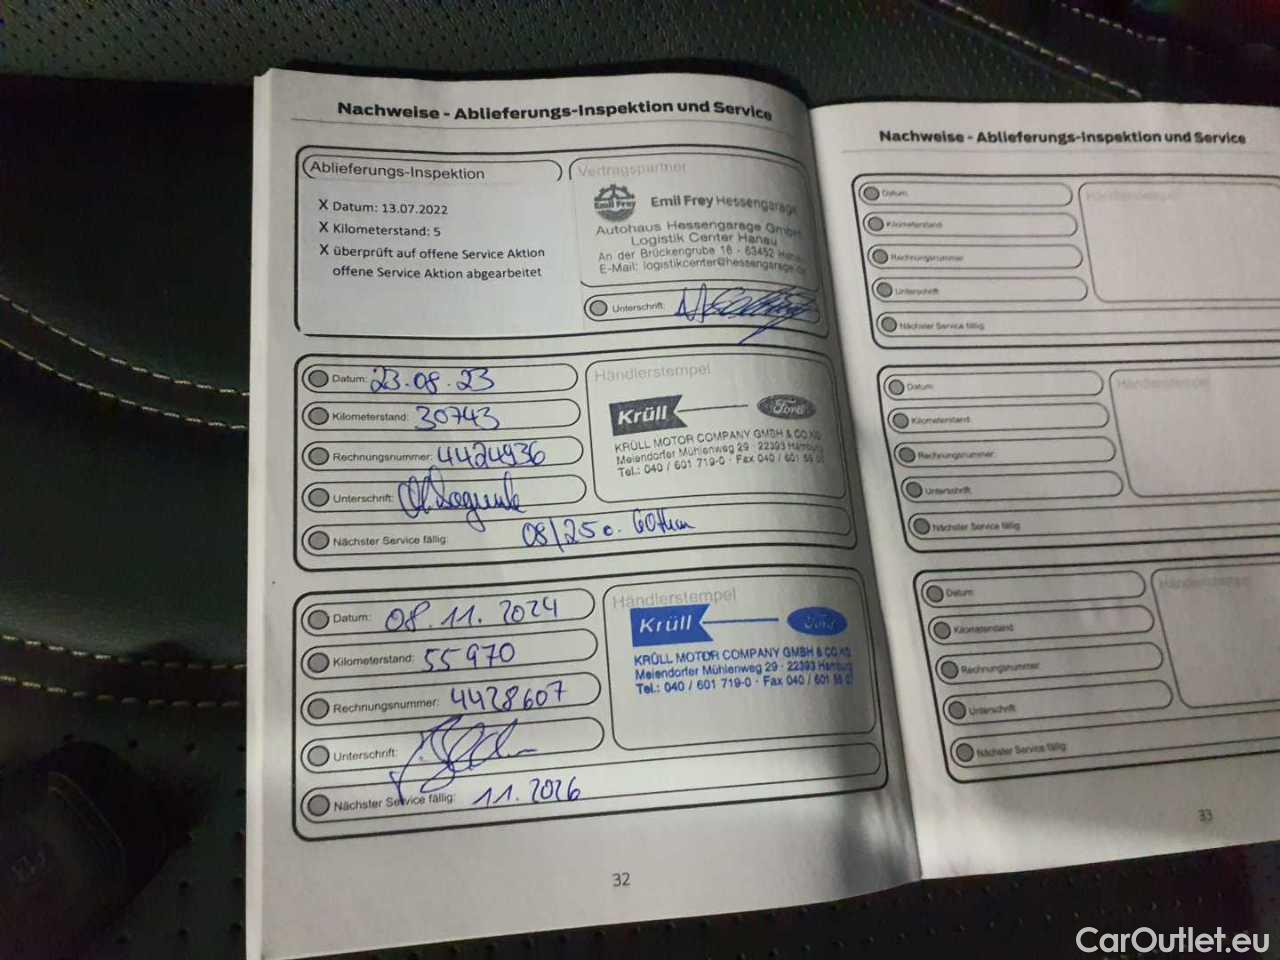 Nachweise - Ablieferungs-Inspektion und Service
Ablieferungs-Inspektion
X Datum: 13.07.2022
X Kilometerstand: 5
X überprüft auf offene Service Aktion
offene Service Aktion abgearbeitet
Vertragspartner
Emil Frey
Emil Frey Hessengarage
Autohaus Hessengarage GmbH
Logistik Center Hanau
An der Brückengrube 16 - 63452
E-Mail: logistikcenter@hessengarage.de
Unterschrift:
Datum: 23.08.23
Kilometerstand: 30743
Rechnungsnummer: 4424936
Unterschrift:
Nächster Service fällig: 08/25 o. 60tkm
Händlerstempel
Krüll Ford
KRÜLL MOTOR COMPANY GMBH & CO.KG
Meiendorfer Mühlenweg 29 · 22393 Hamburg
Tel.: 040 / 601 719-0 · Fax 040 / 601 55
Datum: 08.11.2024
Kilometerstand: 55970
Rechnungsnummer: 4428607
Unterschrift:
Nächster Service fällig: 11.2026
Händlerstempel
Krüll Ford
KRÜLL MOTOR COMPANY GMBH & CO.KG
Meiendorfer Mühlenweg 29 · 22393 Hamburg
Tel.: 040 / 601 719-0 · Fax 040 / 601 55
32
Nachweise - Ablieferungs-Inspektion und Service
Datum:
Kilometerstand:
Rechnungsnummer:
Unterschrift:
Nächster Service fällig:
Händlerstempel
Datum:
Kilometerstand:
Rechnungsnummer:
Unterschrift:
Nächster Service fällig:
Händlerstempel
Datum:
Kilometerstand:
Rechnungsnummer:
Unterschrift:
Nächster Service fällig:
Händlerstempel
33
CarOutlet.eu